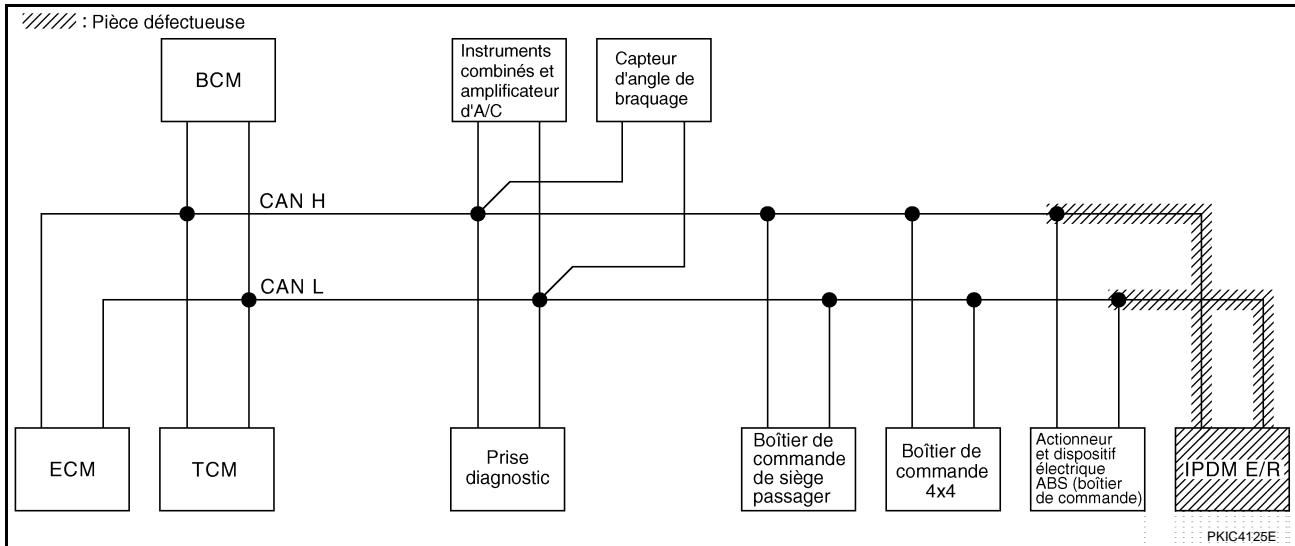 : Pièce défectueuse
BCM
Instruments
combinés et
amplificateur
d'A/C
Capteur
d'angle de
braquage
CAN H
CAN L
ECM
TCM
Prise
diagnostic
Boîtier de
commande
de siège
passager
Boîtier de
commande
4x4
Actionneur
et dispositif
électrique
ABS (boîtier
de commande)
IPDM E/R
PKIC4125E